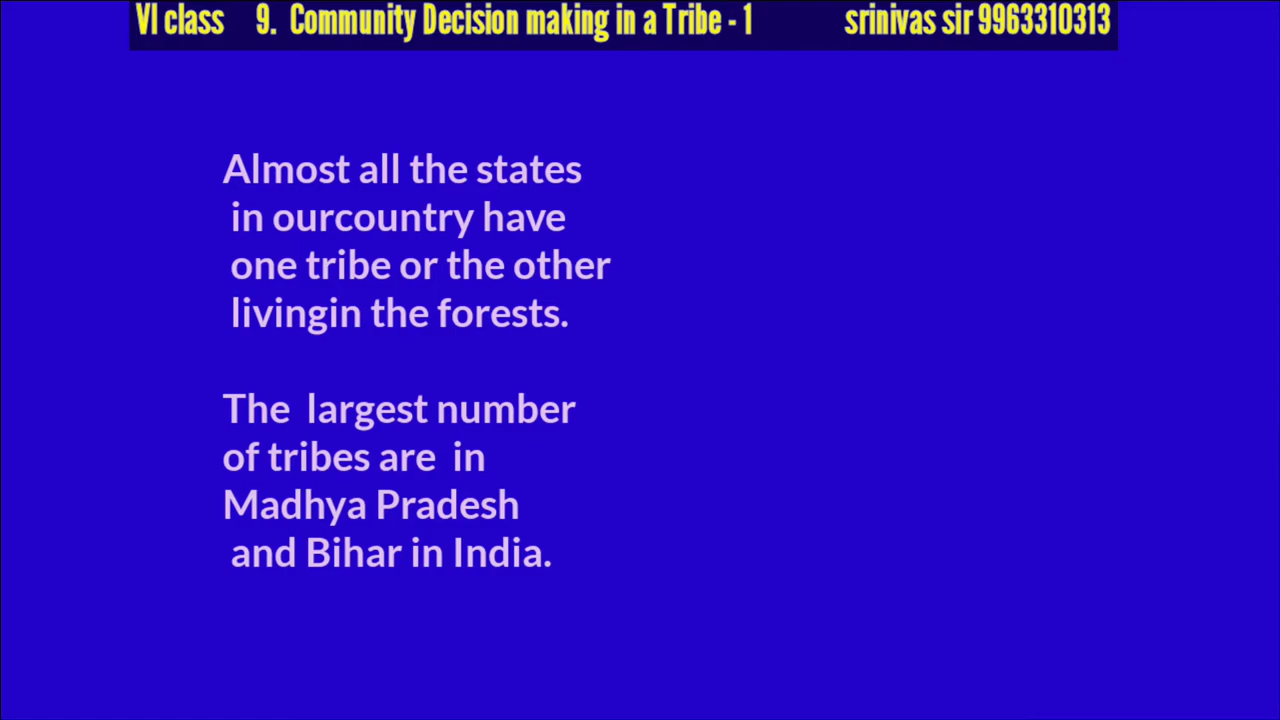 VI class 9. Community Decision making in a Tribe - 1 srinivas sir 9963310313
Almost all the states
in ourcountry have
one tribe or the other
livingin the forests.
The largest number
of tribes are in
Madhya Pradesh
and Bihar in India.